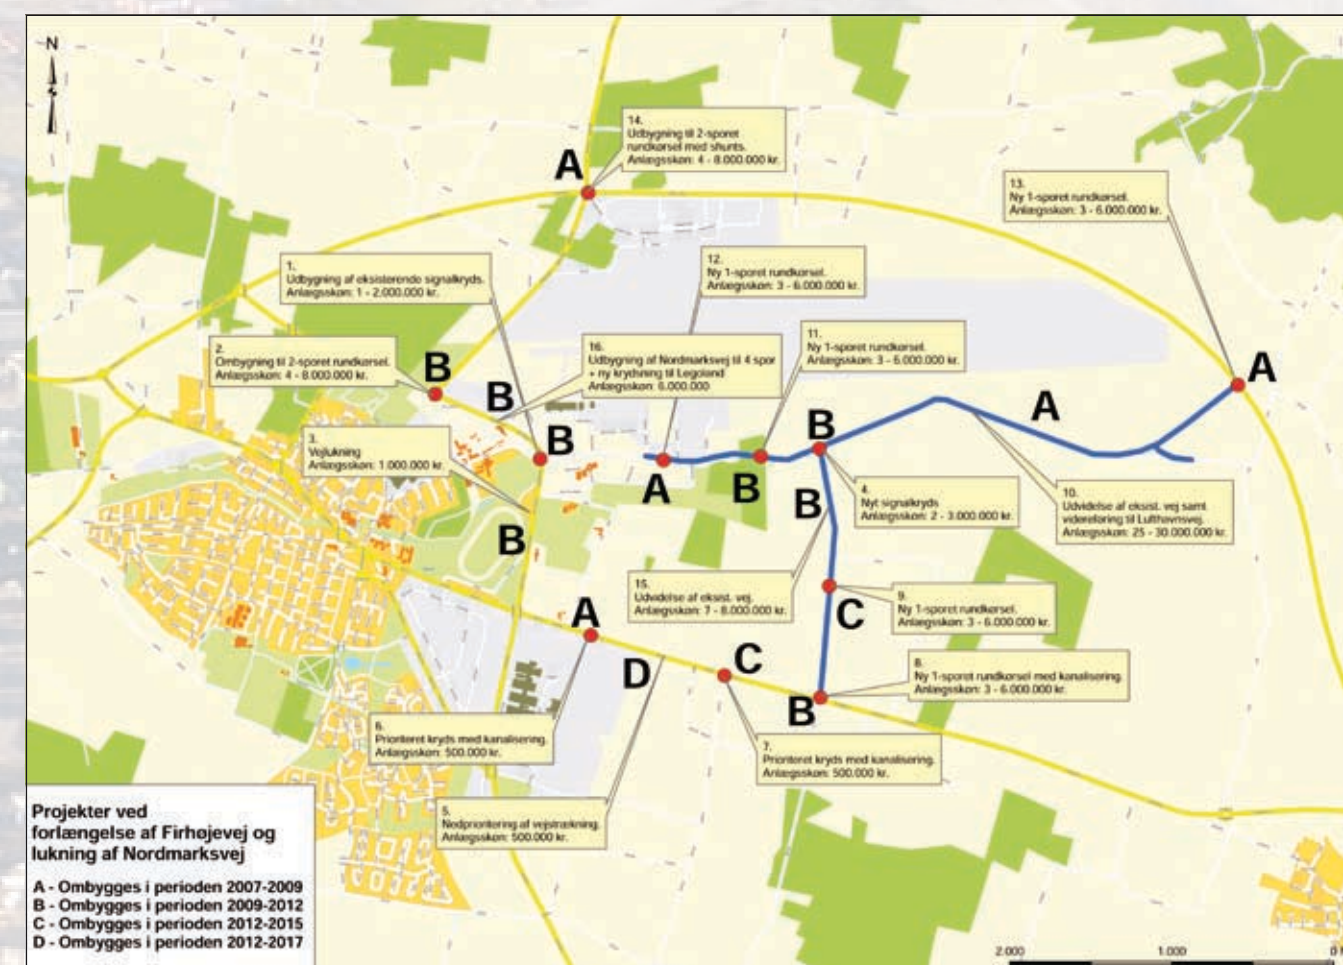 N
14.
Udbygning til 2-sporet
rundkørsel med shunts.
Anlægsskøn: 4 - 8.000.000 kr.
A
13.
Ny 1-sporet rundkørsel.
Anlægsskøn: 3 - 6.000.000 kr.
1.
Udbygning af eksisterende signalkryds.
Anlægsskøn: 1 - 2.000.000 kr.
12.
Ny 1-sporet rundkørsel.
Anlægsskøn: 3 - 6.000.000 kr.
2.
Ombygning til 2-sporet rundkørsel.
Anlægsskøn: 4 - 8.000.000 kr.
16.
Udbygning af Nordmarksvej til 4 spor
+ ny krydsning til Legoland
Anlægsskøn: 6.000.000
11.
Ny 1-sporet rundkørsel.
Anlægsskøn: 3 - 6.000.000 kr.
B
B
A
A
3.
Vejlukning
Anlægsskøn: 1.000.000 kr.
B
B
A
B
B
4.
Nyt signalkryds
Anlægsskøn: 2 - 3.000.000 kr.
10.
Udvidelse af eksist. vej samt
videreføring til Lufthavnsvej.
Anlægsskøn: 25 - 30.000.000 kr.
B
15.
Udvidelse af eksist. vej.
Anlægsskøn: 7 - 8.000.000 kr.
9.
Ny 1-sporet rundkørsel.
Anlægsskøn: 3 - 6.000.000 kr.
A
C
D
C
B
8.
Ny 1-sporet rundkørsel med kanalisering.
Anlægsskøn: 3 - 6.000.000 kr.
6.
Prioriteret kryds med kanalisering.
Anlægsskøn: 500.000 kr.
7.
Prioriteret kryds med kanalisering.
Anlægsskøn: 500.000 kr.
5.
Nedprioritering af vejstrækning.
Anlægsskøn: 500.000 kr.
Projekter ved
forlængelse af Firhøjevej og
lukning af Nordmarksvej
A - Ombygges i perioden 2007-2009
B - Ombygges i perioden 2009-2012
C - Ombygges i perioden 2012-2015
D - Ombygges i perioden 2012-2017
2.000 1.000 0